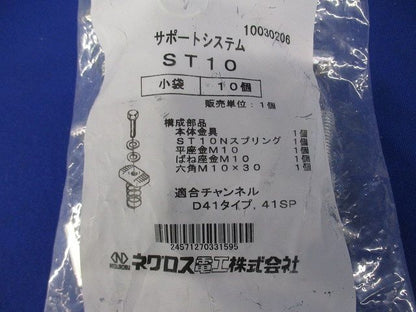 サポートシステム 10030206
ST10
小袋 10個
販売単位：1個
構成部品
本体金具 1個
ST10Nスプリング 1個
平座金M10 1個
ばね座金M10 1個
六角M10×30 1個
適合チャンネル
D41タイプ，41SP
24571270331595
ネグロス電工株式会社